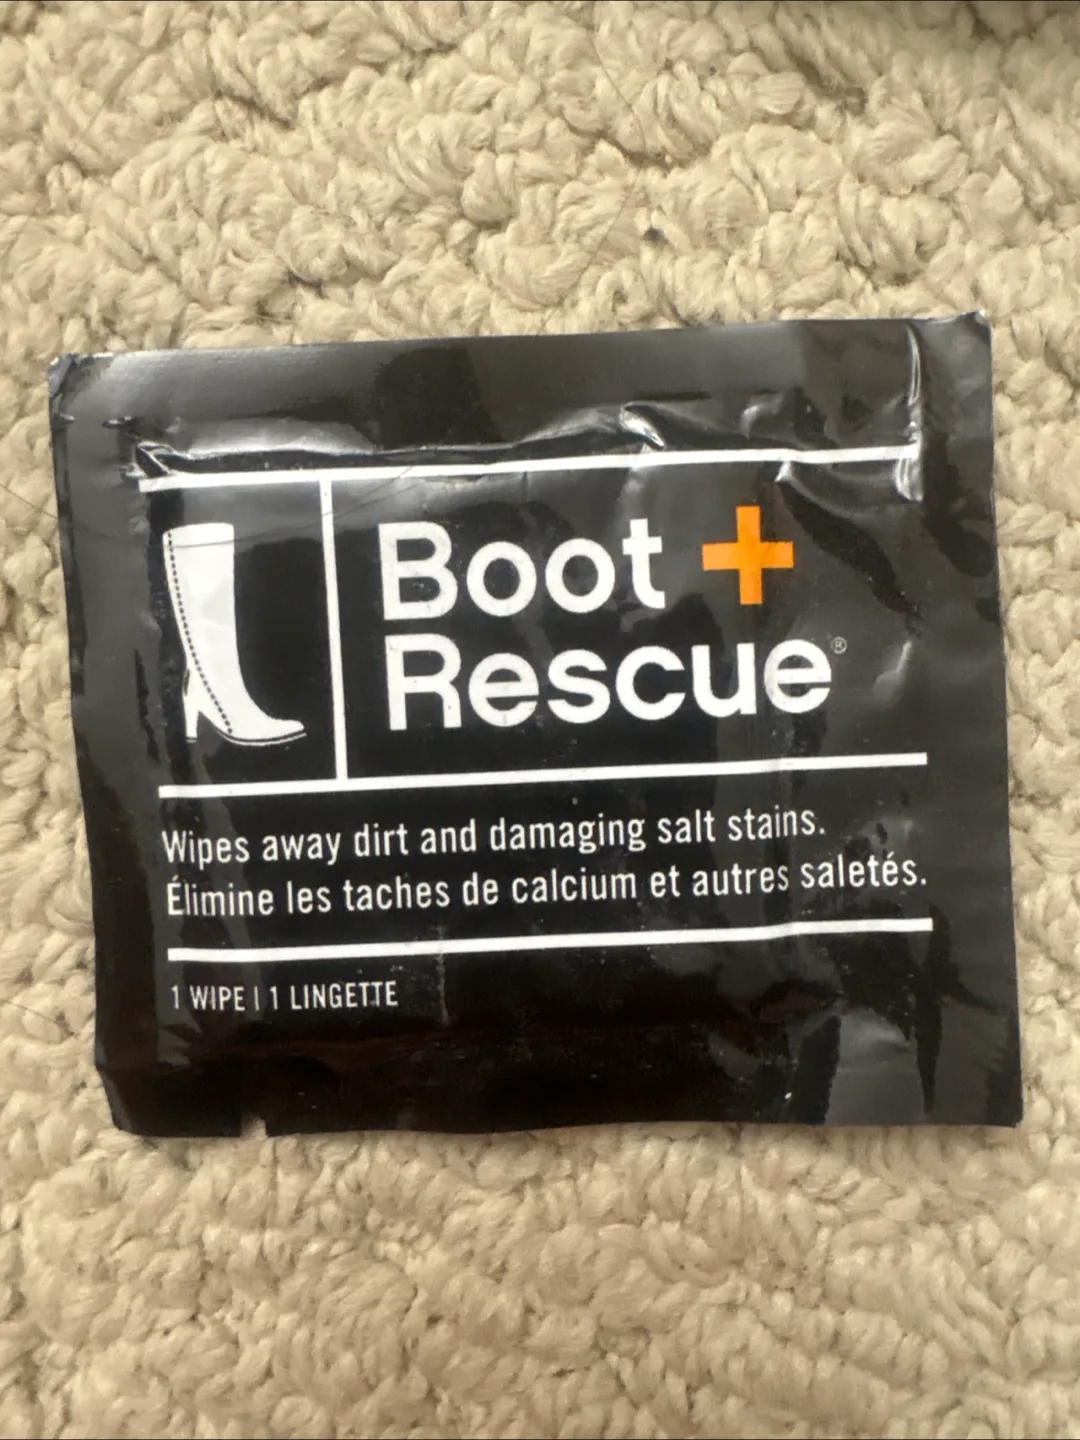 Boot +
Rescue®
Wipes away dirt and damaging salt stains.
Élimine les taches de calcium et autres saletés.
1 WIPE | 1 LINGETTE